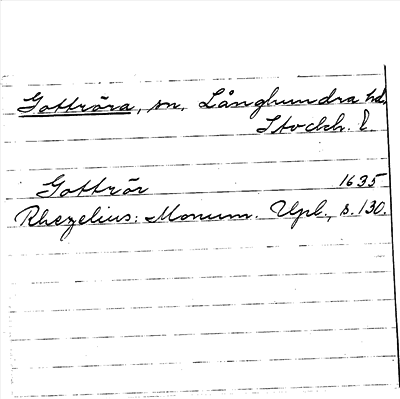 Gottröra, sn, Långhundra hd,
Stockh. l.
Gottrör 1635
Rhezelius: Monum. Upl., s. 130.